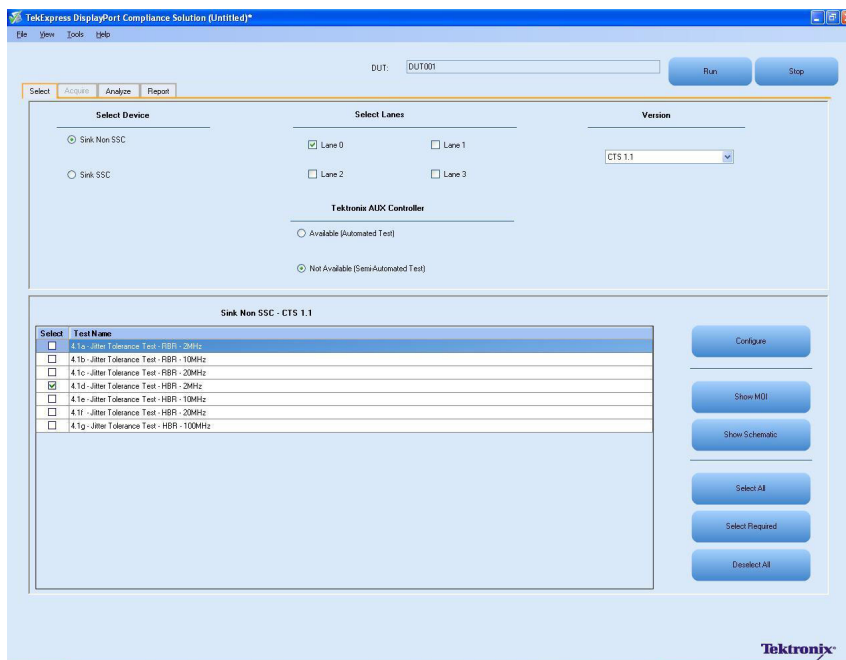 TekExpress DisplayPort Compliance Solution (Untitled)*
File View Tools Help
DUT: DUT001
Run
Stop
Select Acquire Analyze Report
Select Device
Select Lanes
Version
Sink Non SSC
Lane 0
Lane 1
CTS 1.1
Sink SSC
Lane 2
Lane 3
Tektronix AUX Controller
Available (Automated Test)
Not Available (Semi-Automated Test)
Sink Non SSC - CTS 1.1
Select Test Name
4.1a - Jitter Tolerance Test - RBR - 2MHz
4.1b - Jitter Tolerance Test - RBR - 10MHz
4.1c - Jitter Tolerance Test - RBR - 20MHz
4.1d - Jitter Tolerance Test - HBR - 2MHz
4.1e - Jitter Tolerance Test - HBR - 10MHz
4.1f - Jitter Tolerance Test - HBR - 20MHz
4.1g - Jitter Tolerance Test - HBR - 100MHz
Configure
Show MOI
Show Schematic
Select All
Select Required
Deselect All
Tektronix